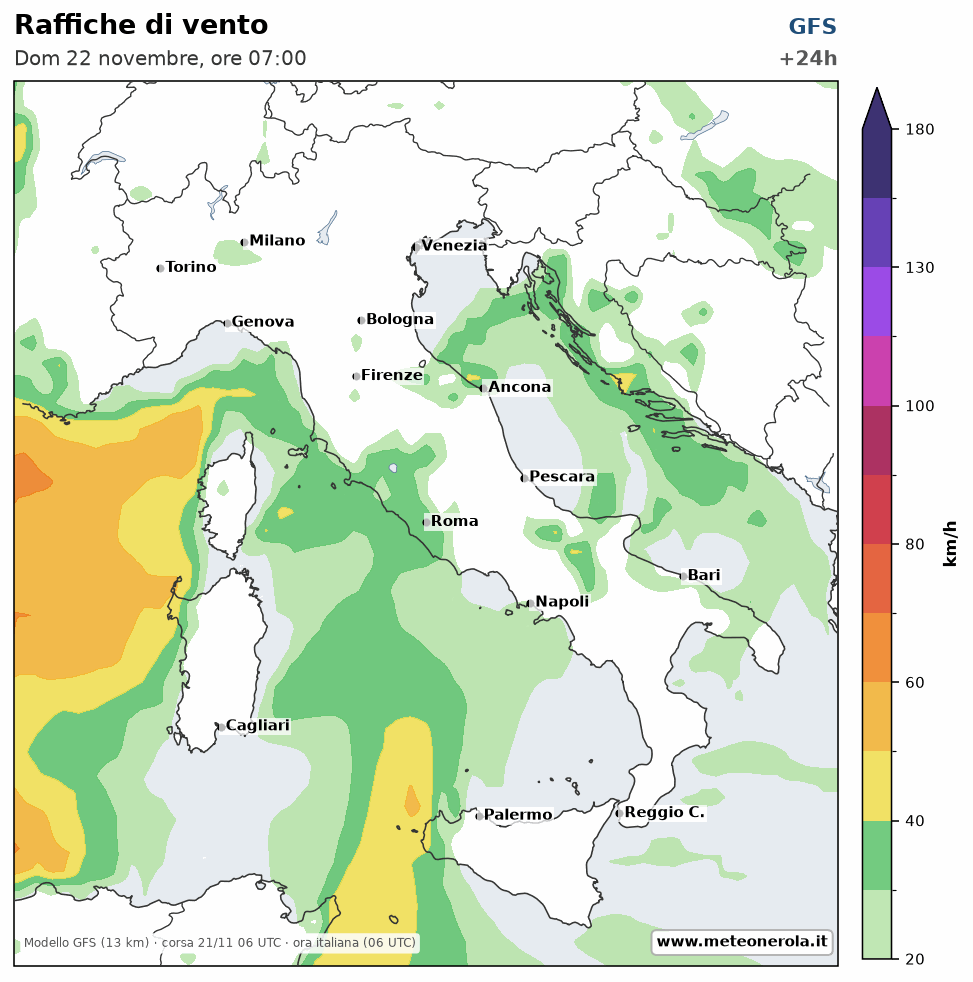 Raffiche di vento
GFS
Dom 22 novembre, ore 07:00
+24h
180
Milano
Venezia
Torino
130
Genova
Bologna
Firenze
Ancona
100
Pescara
Roma
80
km/h
Bari
Napoli
60
Cagliari
Palermo
Reggio C.
40
Modello GFS (13 km) · corsa 21/11 06 UTC · ora italiana (06 UTC)
www.meteonerola.it
20